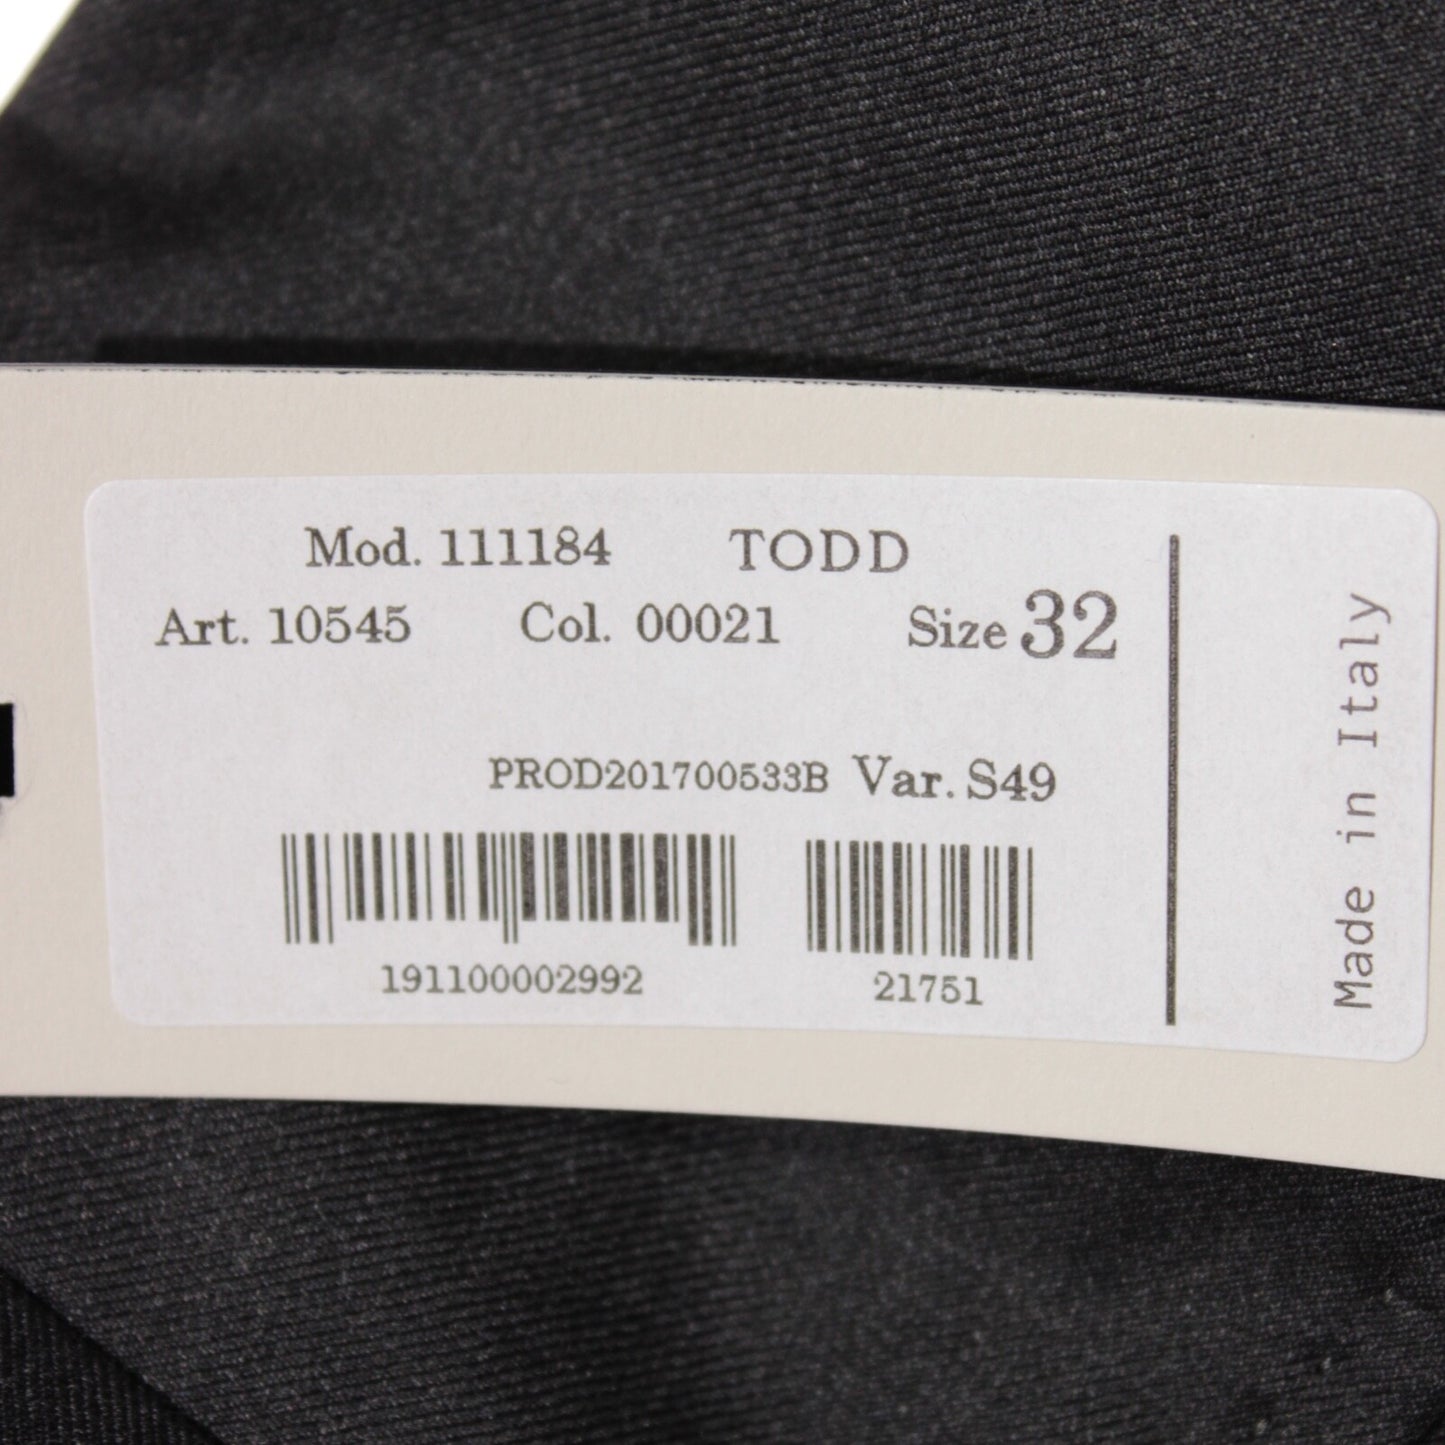 Mod. 111184 TODD
Art. 10545 Col. 00021 Size 32
PROD201700533B Var. S49
191100002992 21751
Made in Italy